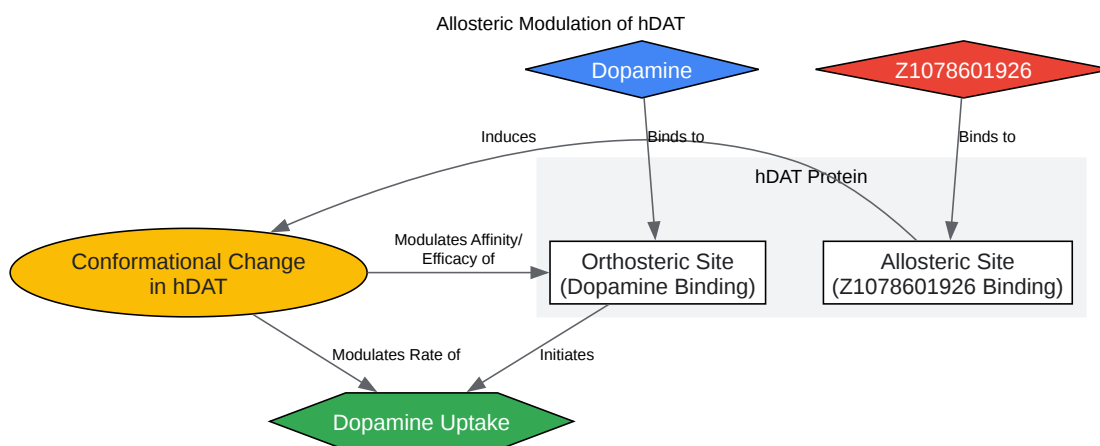 Allosteric Modulation of hDAT
Dopamine
Z1078601926
Induces
Binds to
Binds to
hDAT Protein
Modulates Affinity/
Efficacy of
Conformational Change
in hDAT
Orthosteric Site
(Dopamine Binding)
Allosteric Site
(Z1078601926 Binding)
Modulates Rate of
Initiates
Dopamine Uptake